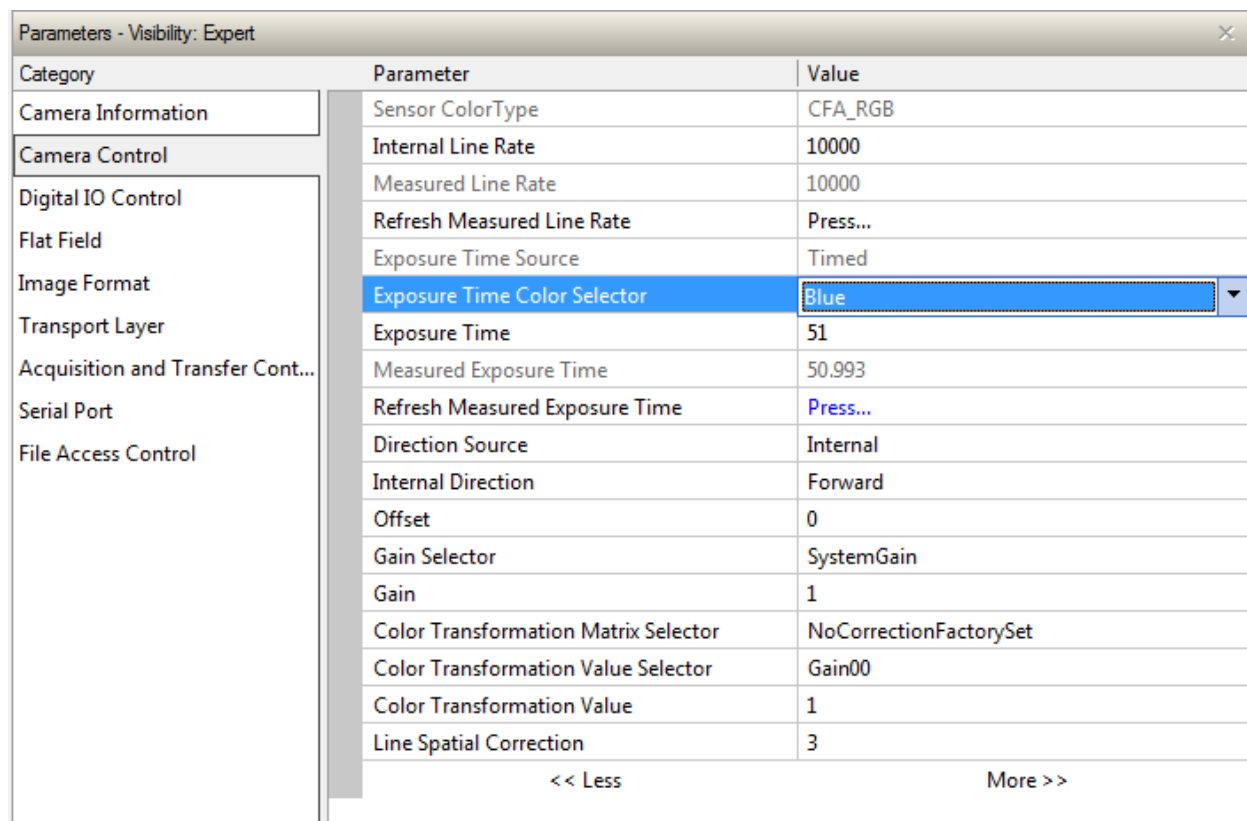 Parameters - Visibility: Expert
Category Parameter Value
Camera Information
Camera Control
Digital IO Control
Flat Field
Image Format
Transport Layer
Acquisition and Transfer Cont...
Serial Port
File Access Control
Sensor ColorType CFA_RGB
Internal Line Rate 10000
Measured Line Rate 10000
Refresh Measured Line Rate Press...
Exposure Time Source Timed
Exposure Time Color Selector Blue
Exposure Time 51
Measured Exposure Time 50.993
Refresh Measured Exposure Time Press...
Direction Source Internal
Internal Direction Forward
Offset 0
Gain Selector SystemGain
Gain 1
Color Transformation Matrix Selector NoCorrectionFactorySet
Color Transformation Value Selector Gain00
Color Transformation Value 1
Line Spatial Correction 3
<< Less More >>